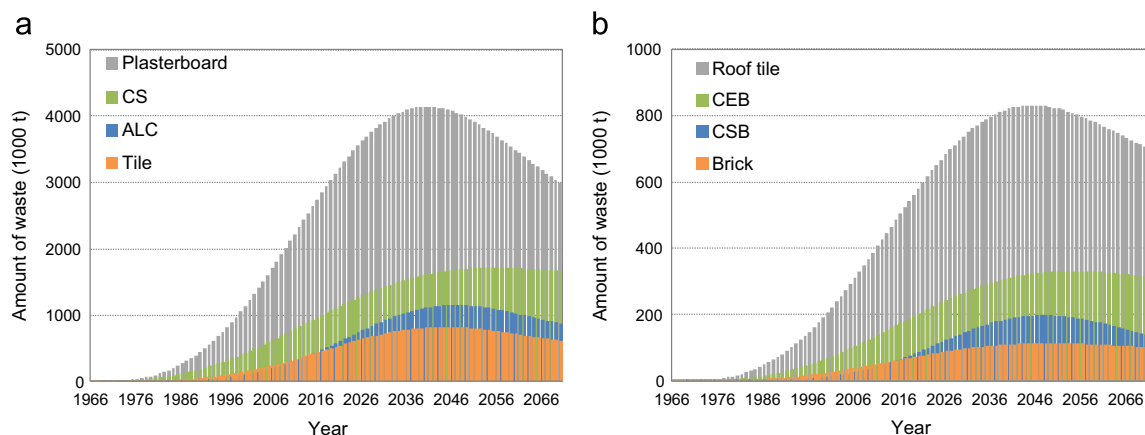 a
5000
4000
3000
2000
1000
0
Amount of waste (1000 t)
Plasterboard
CS
ALC
Tile
1966 1976 1986 1996 2006 2016 2026 2036 2046 2056 2066
Year
b
1000
800
600
400
200
0
Amount of waste (1000 t)
Roof tile
CEB
CSB
Brick
1966 1976 1986 1996 2006 2016 2026 2036 2046 2056 2066
Year